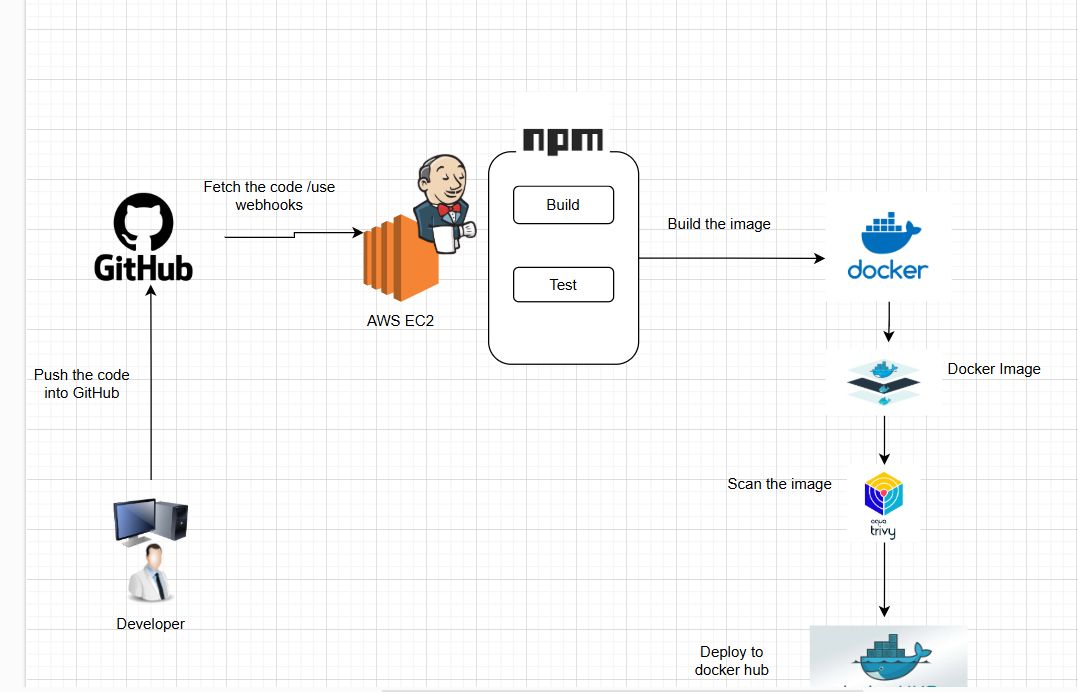 npm
Fetch the code /use
webhooks
Build
Build the image
GitHub
docker
Test
AWS EC2
Push the code
into GitHub
Docker Image
Scan the image
aqua
trivy
Developer
Deploy to
docker hub